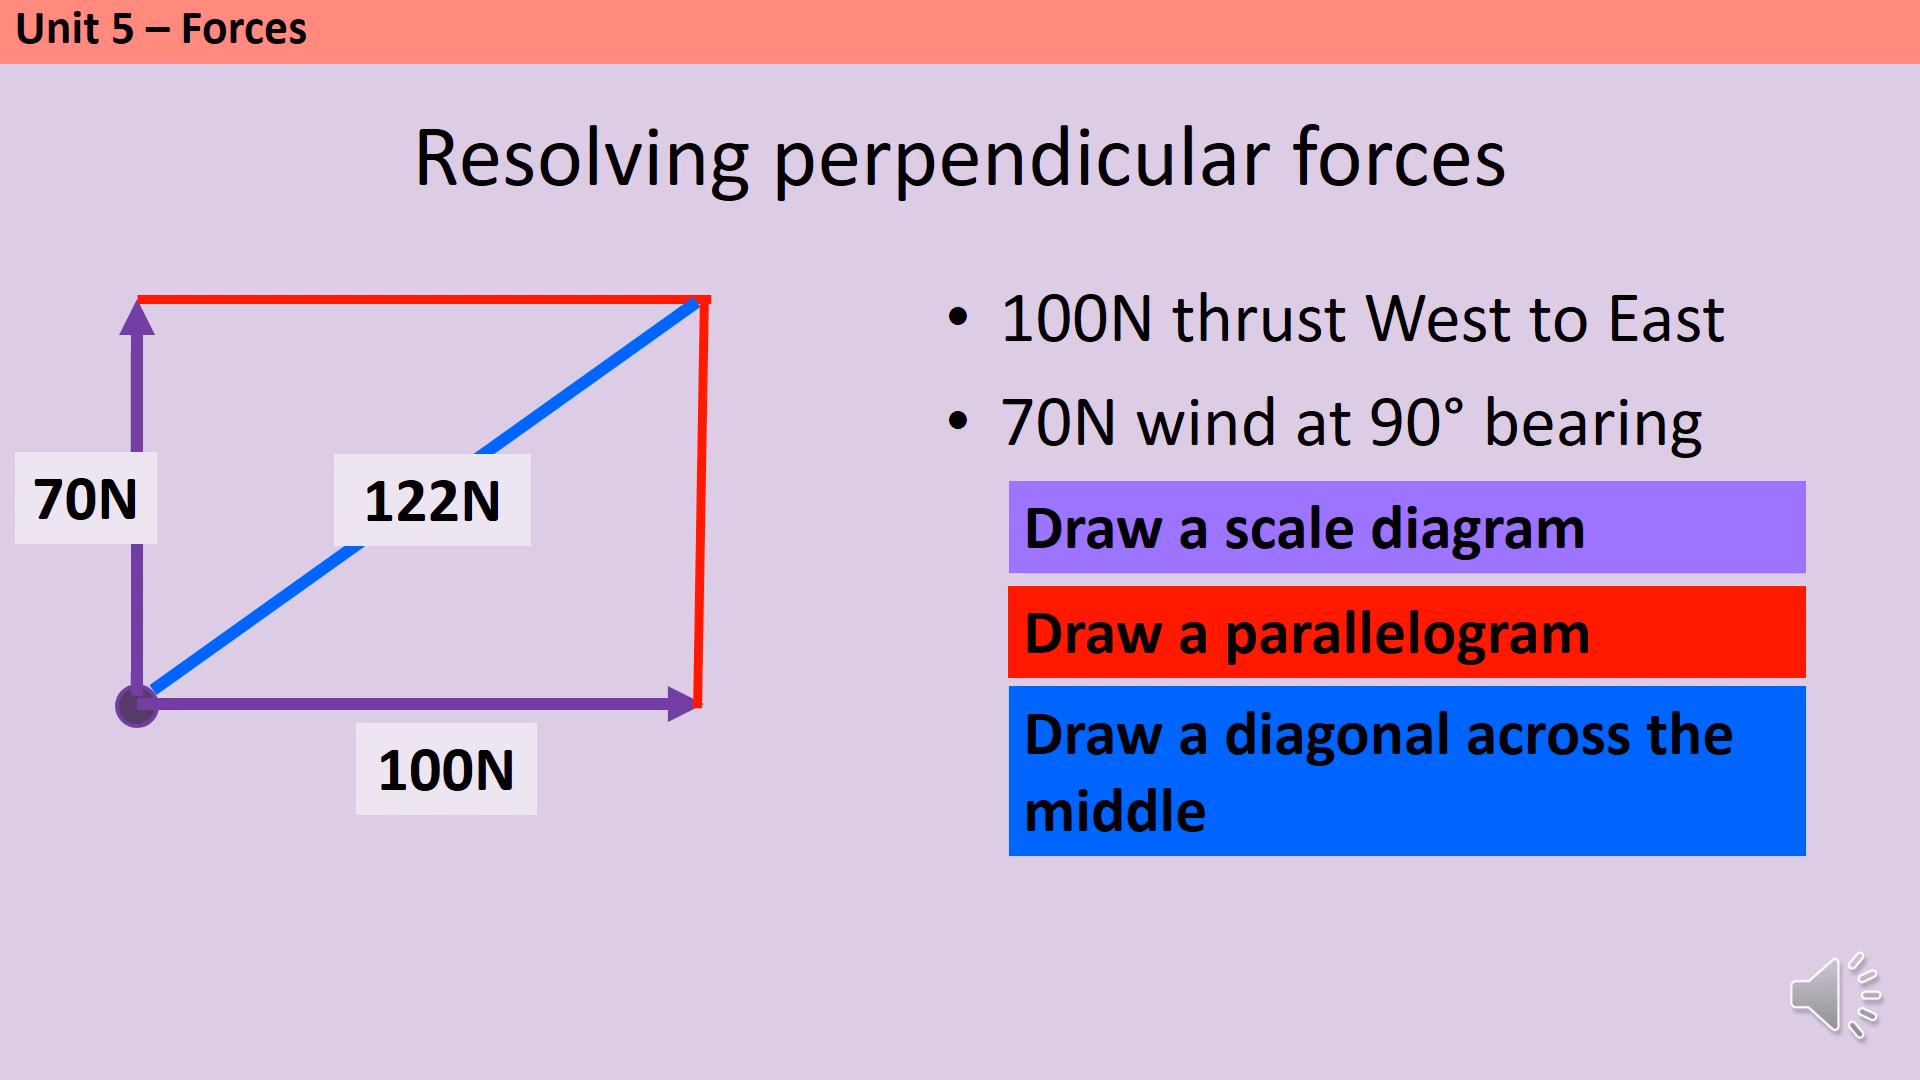 Unit 5 – Forces
Resolving perpendicular forces
• 100N thrust West to East
• 70N wind at 90° bearing
Draw a scale diagram
Draw a parallelogram
Draw a diagonal across the
middle
70N
122N
100N